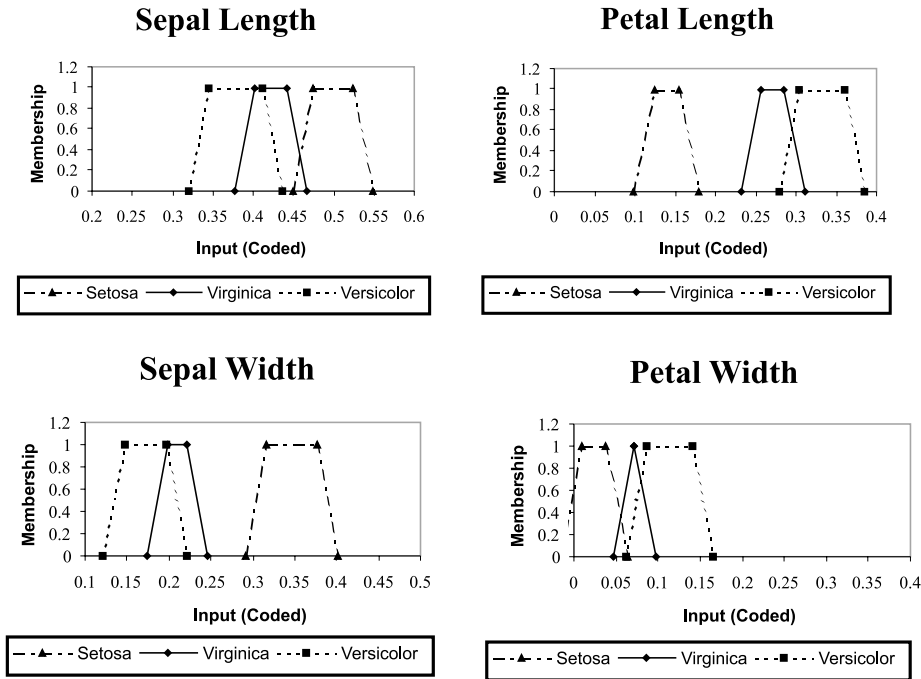 Sepal Length
Membership
1.2
1
0.8
0.6
0.4
0.2
0
0.2 0.25 0.3 0.35 0.4 0.45 0.5 0.55 0.6
Input (Coded)
Setosa Virginica Versicolor
Petal Length
Membership
1.2
1
0.8
0.6
0.4
0.2
0
0 0.05 0.1 0.15 0.2 0.25 0.3 0.35 0.4
Input (Coded)
Setosa Virginica Versicolor
Sepal Width
Membership
1.2
1
0.8
0.6
0.4
0.2
0
0.1 0.15 0.2 0.25 0.3 0.35 0.4 0.45 0.5
Input (Coded)
Setosa Virginica Versicolor
Petal Width
Membership
1.2
1
0.8
0.6
0.4
0.2
0
0 0.05 0.1 0.15 0.2 0.25 0.3 0.35 0.4
Input (Coded)
Setosa Virginica Versicolor